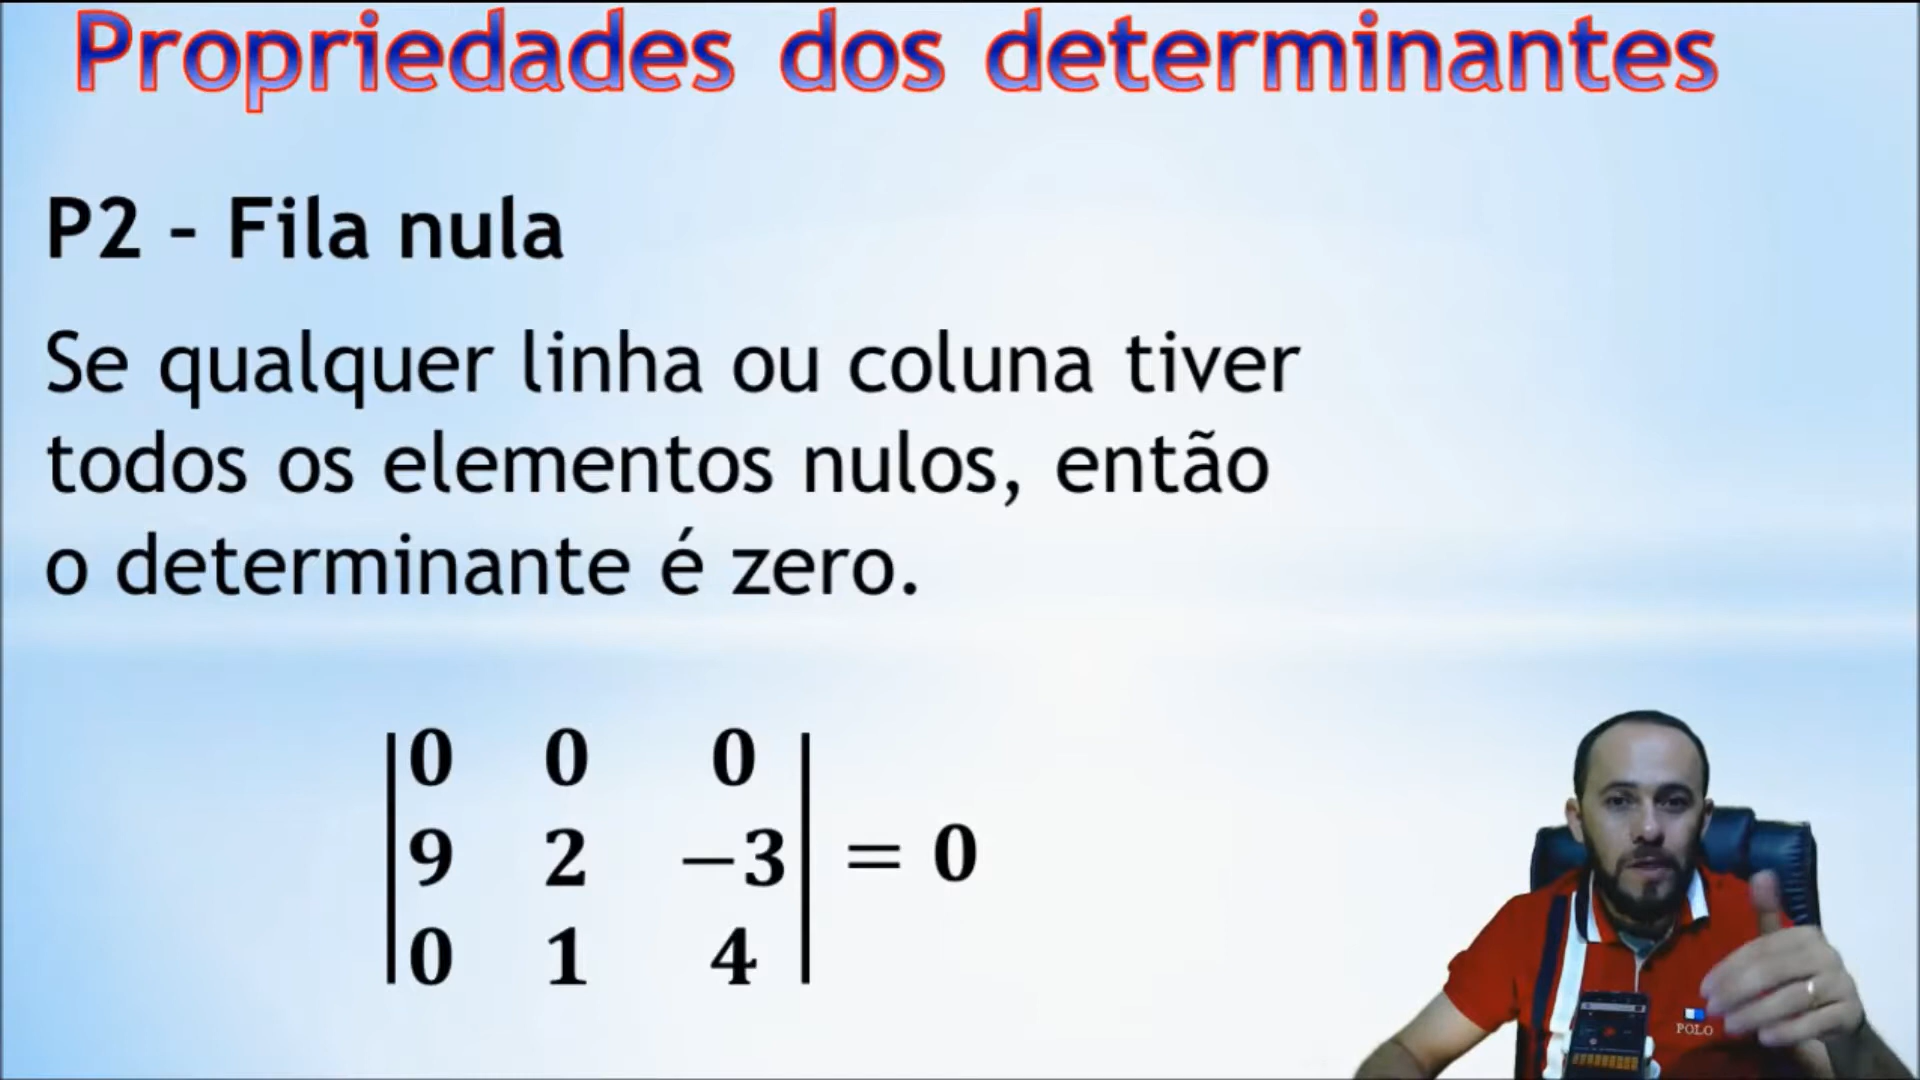 Propriedades dos determinantes
P2 - Fila nula
Se qualquer linha ou coluna tiver
todos os elementos nulos, então
o determinante é zero.
|0 0 0|
|9 2 −3| = 0
|0 1 4|
POLO